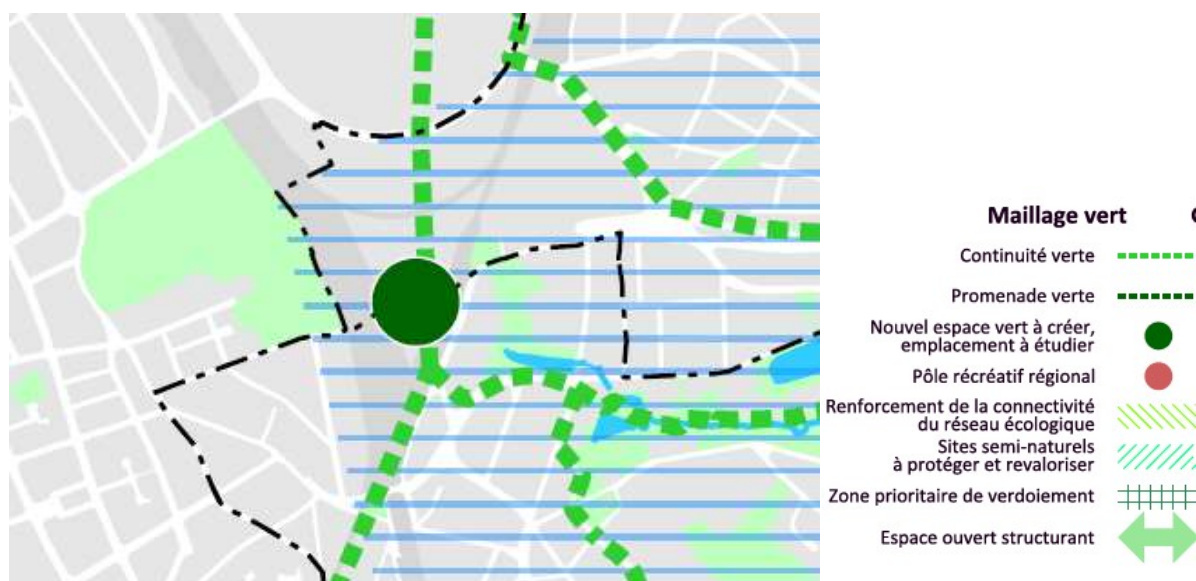 Maillage vert
Continuité verte
Promenade verte
Nouvel espace vert à créer,
emplacement à étudier
Pôle récréatif régional
Renforcement de la connectivité
du réseau écologique
Sites semi-naturels
à protéger et revaloriser
Zone prioritaire de verdoiement
Espace ouvert structurant